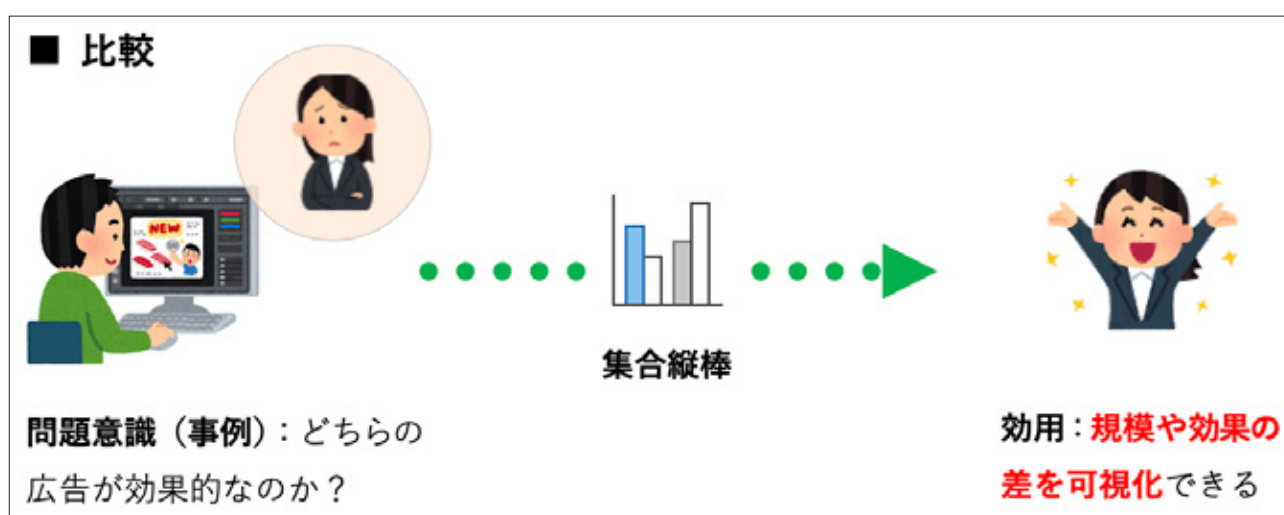 ■ 比較
NEW
集合縦棒
問題意識（事例）：どちらの
広告が効果的なのか？
効用：規模や効果の
差を可視化できる